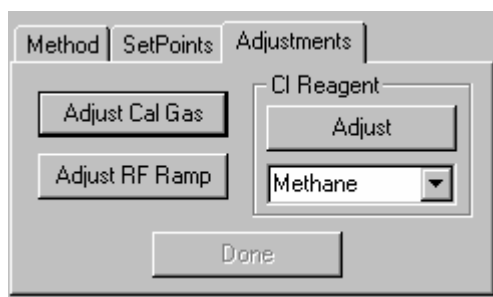 Method SetPoints Adjustments
CI Reagent
Adjust Cal Gas
Adjust
Adjust RF Ramp
Methane
Done